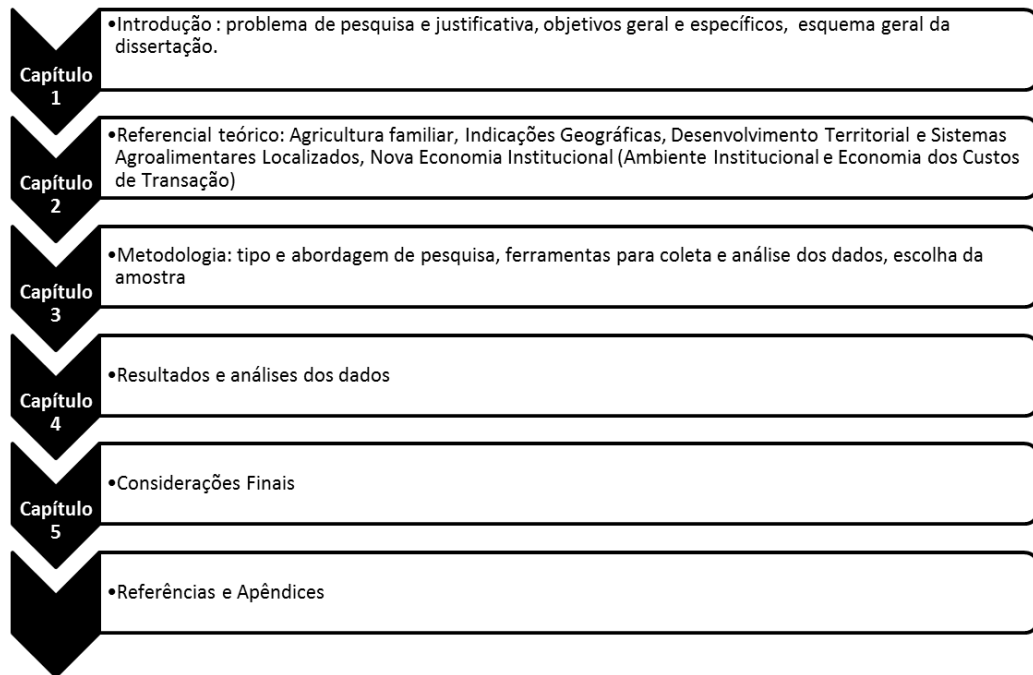 Capítulo
1
•Introdução : problema de pesquisa e justificativa, objetivos geral e específicos, esquema geral da
dissertação.
Capítulo
2
•Referencial teórico: Agricultura familiar, Indicações Geográficas, Desenvolvimento Territorial e Sistemas
Agroalimentares Localizados, Nova Economia Institucional (Ambiente Institucional e Economia dos Custos
de Transação)
Capítulo
3
•Metodologia: tipo e abordagem de pesquisa, ferramentas para coleta e análise dos dados, escolha da
amostra
Capítulo
4
•Resultados e análises dos dados
Capítulo
5
•Considerações Finais
•Referências e Apêndices